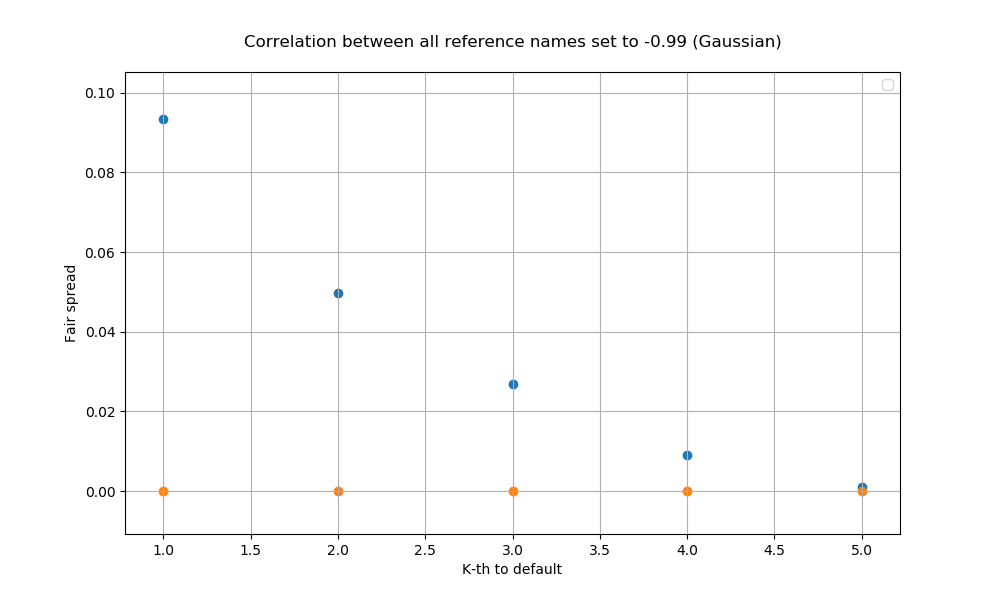 Correlation between all reference names set to -0.99 (Gaussian)
0.10
0.08
0.06
0.04
0.02
0.00
Fair spread
1.0 1.5 2.0 2.5 3.0 3.5 4.0 4.5 5.0
K-th to default